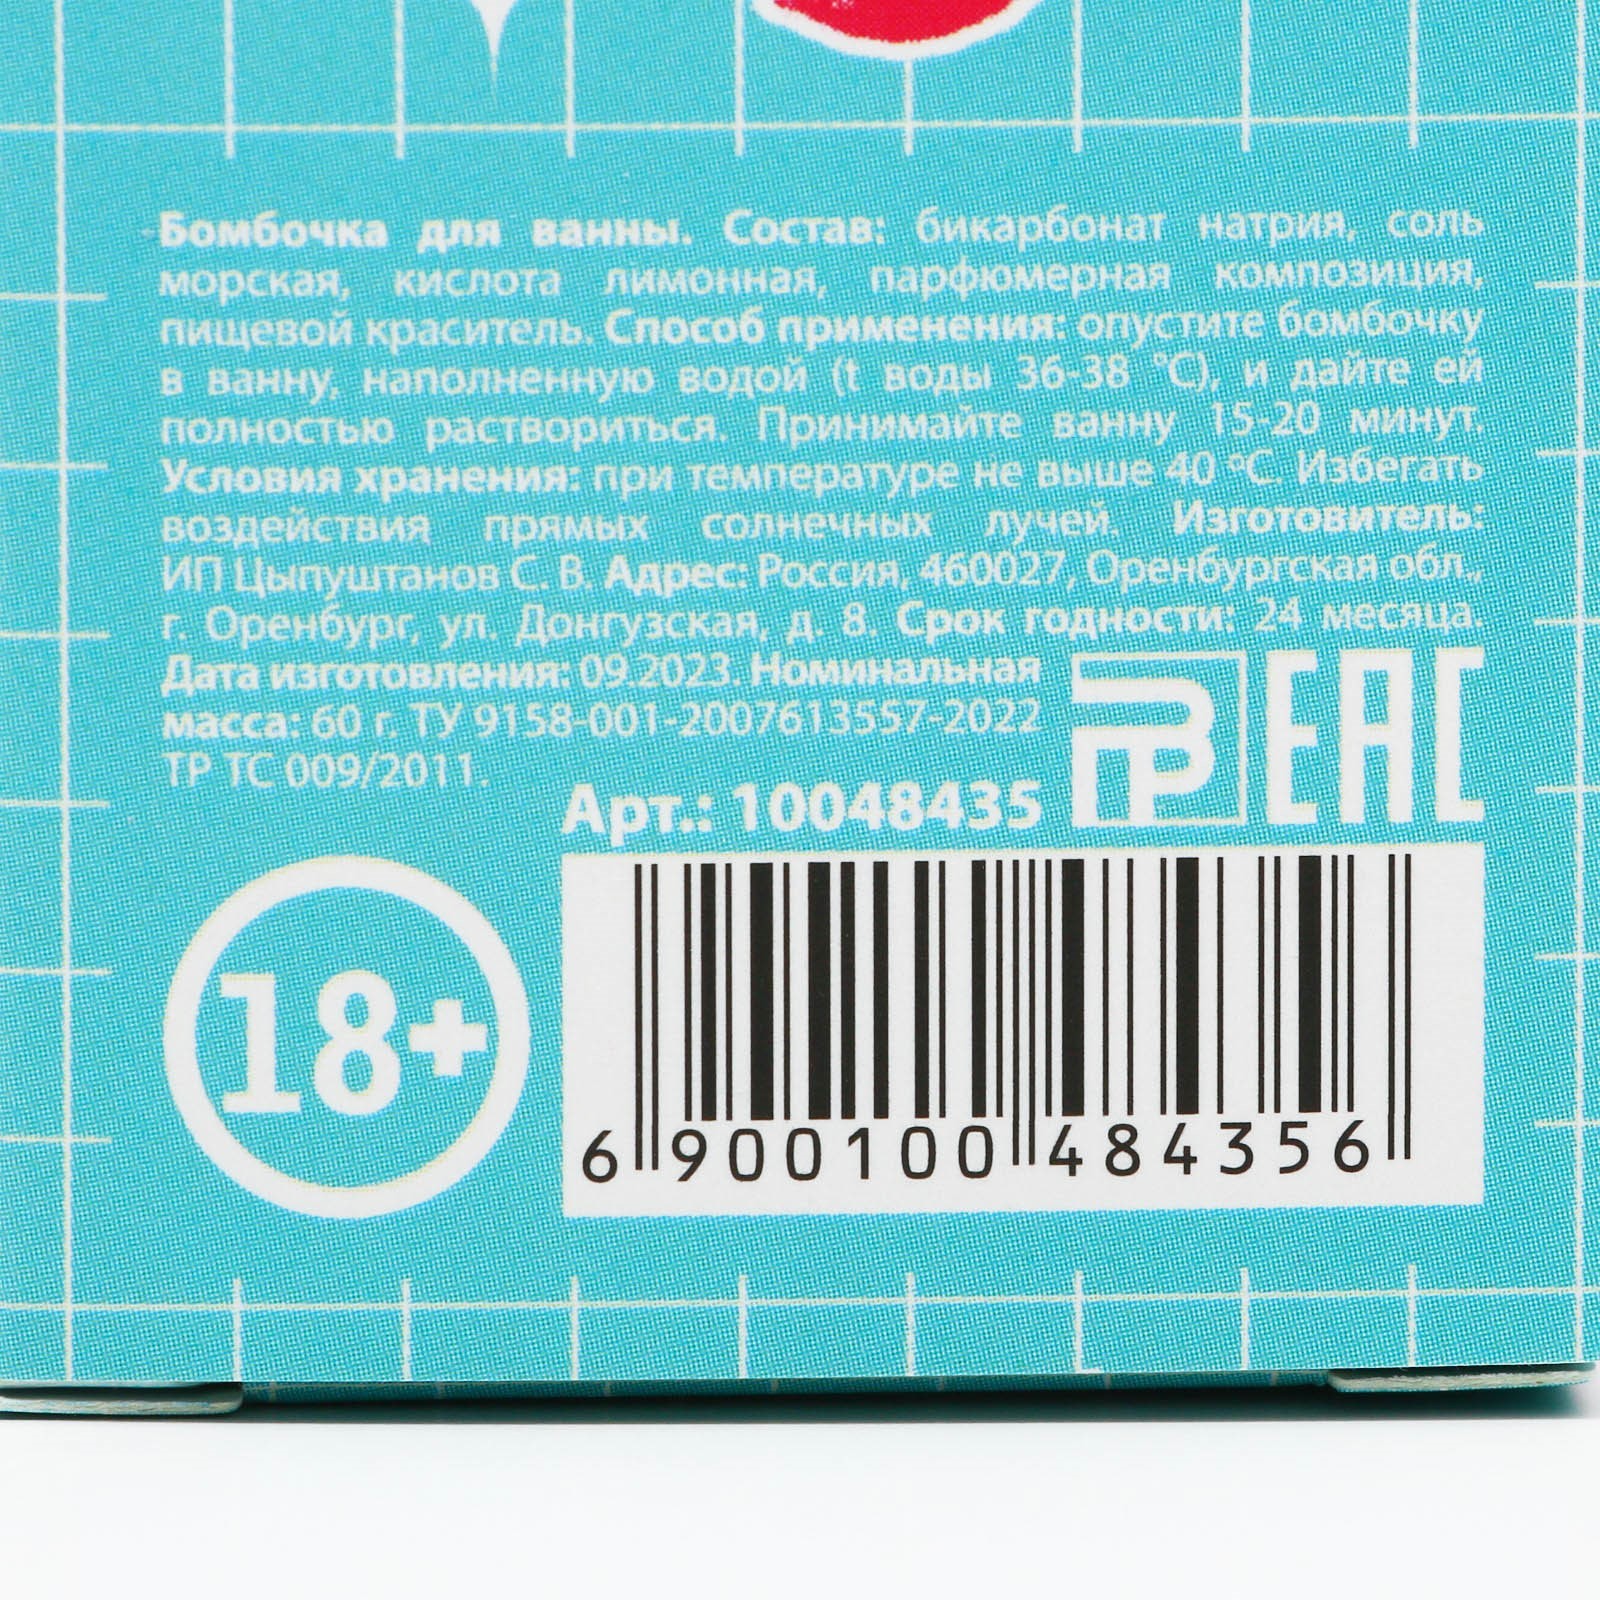 Бомбочка для ванны. Состав: бикарбонат натрия, соль
морская, кислота лимонная, парфюмерная композиция,
пищевой краситель. Способ применения: опустите бомбочку
в ванну, наполненную водой (t воды 36-38 °C), и дайте ей
полностью раствориться. Принимайте ванну 15-20 минут.
Условия хранения: при температуре не выше 40 °C. Избегать
воздействия прямых солнечных лучей. Изготовитель:
ИП Цыпуштанов С. В. Адрес: Россия, 460027, Оренбургская обл.,
г. Оренбург, ул. Донгузская, д. 8. Срок годности: 24 месяца.
Дата изготовления: 09.2023. Номинальная
масса: 60 г. ТУ 9158-001-2007613557-2022
ТР ТС 009/2011.
Арт.: 10048435
РВ ЕАС
18+
6 900100 484356